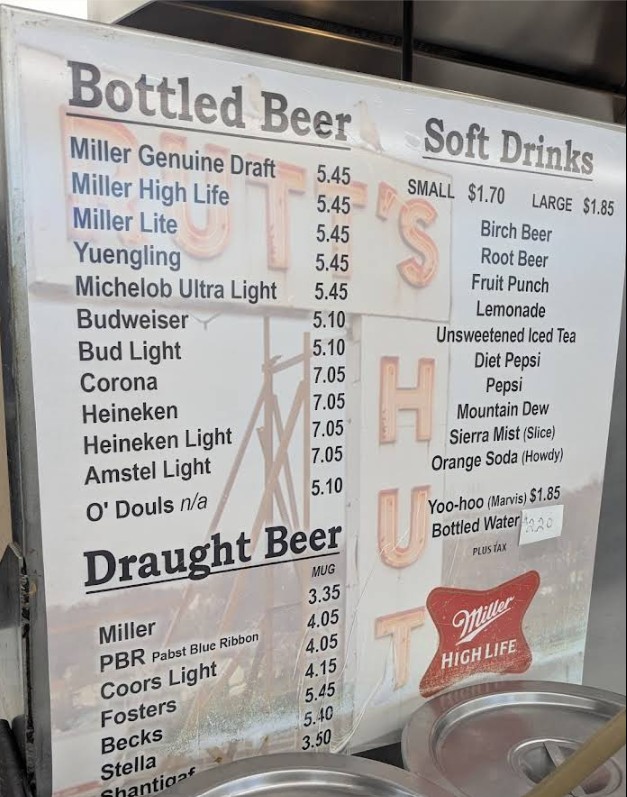 RUTT'S
HUT
Bottled Beer
Miller Genuine Draft 5.45
Miller High Life 5.45
Miller Lite 5.45
Yuengling 5.45
Michelob Ultra Light 5.45
Budweiser 5.10
Bud Light 5.10
Corona 7.05
Heineken 7.05
Heineken Light 7.05
Amstel Light 7.05
O' Douls n/a 5.10
Draught Beer
MUG
Miller 3.35
PBR Pabst Blue Ribbon 4.05
Coors Light 4.05
Fosters 4.15
Becks 5.45
Stella 5.40
Shantigaf 3.50
Soft Drinks
SMALL $1.70 LARGE $1.85
Birch Beer
Root Beer
Fruit Punch
Lemonade
Unsweetened Iced Tea
Diet Pepsi
Pepsi
Mountain Dew
Sierra Mist (Slice)
Orange Soda (Howdy)
Yoo-hoo (Marvis) $1.85
Bottled Water $2.20
PLUS TAX
Miller
HIGH LIFE